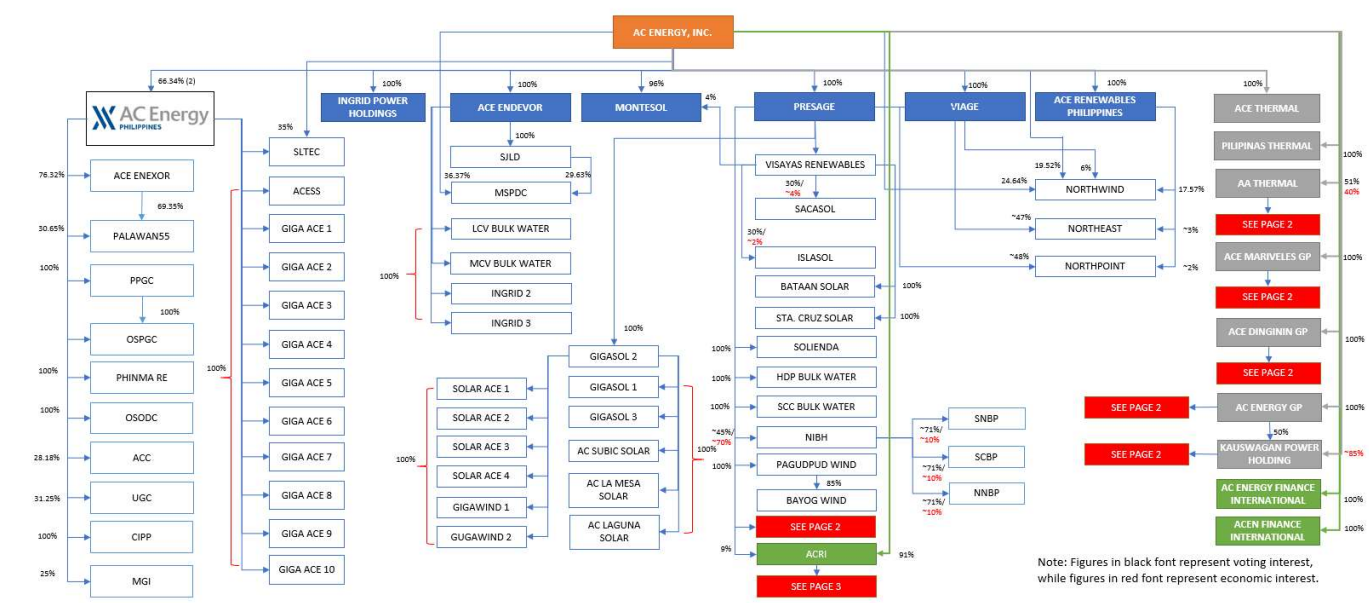 AC ENERGY, INC.
66.34% (2)
100%
100%
96%
100%
100%
100%
100%
AC Energy
PHILIPPINES
INGRID POWER
HOLDINGS
ACE ENDEVOR
MONTESOL
4%
PRESAGE
VIAGE
ACE RENEWABLES
PHILIPPINES
ACE THERMAL
35%
SLTEC
100%
SJLD
VISAYAS RENEWABLES
PILIPINAS THERMAL
100%
76.32%
ACE ENEXOR
ACESS
36.37%
29.63%
MSPDC
30%/
~4%
24.64%
19.52%
6%
NORTHWIND
17.57%
AA THERMAL
51%
40%
69.35%
SACASOL
30.65%
PALAWAN55
GIGA ACE 1
LCV BULK WATER
30%/
~2%
~47%
NORTHEAST
~3%
SEE PAGE 2
100%
PPGC
GIGA ACE 2
100%
MCV BULK WATER
ISLASOL
~48%
NORTHPOINT
~2%
ACE MARIVELES GP
100%
GIGA ACE 3
INGRID 2
BATAAN SOLAR
100%
SEE PAGE 2
100%
OSPGC
GIGA ACE 4
INGRID 3
STA. CRUZ SOLAR
100%
ACE DINGININ GP
100%
100%
GIGASOL 2
100%
SOLIENDA
100%
PHINMA RE
100%
GIGA ACE 5
SOLAR ACE 1
GIGASOL 1
100%
HDP BULK WATER
SEE PAGE 2
100%
OSODC
GIGA ACE 6
SOLAR ACE 2
GIGASOL 3
100%
SCC BULK WATER
SNBP
SEE PAGE 2
AC ENERGY GP
100%
28.18%
ACC
GIGA ACE 7
100%
SOLAR ACE 3
AC SUBIC SOLAR
100%
~45%/
~70%
NIBH
~71%/
~10%
SCBP
50%
SEE PAGE 2
KAUSWAGAN POWER
HOLDING
~85%
31.25%
UGC
GIGA ACE 8
SOLAR ACE 4
AC LA MESA
SOLAR
100%
PAGUDPUD WIND
~71%/
~10%
NNBP
AC ENERGY FINANCE
INTERNATIONAL
100%
85%
BAYOG WIND
~71%/
~10%
100%
CIPP
GIGA ACE 9
GIGAWIND 1
GUGAWIND 2
AC LAGUNA
SOLAR
SEE PAGE 2
ACEN FINANCE
INTERNATIONAL
100%
25%
MGI
GIGA ACE 10
9%
ACRI
91%
SEE PAGE 3
Note: Figures in black font represent voting interest,
while figures in red font represent economic interest.